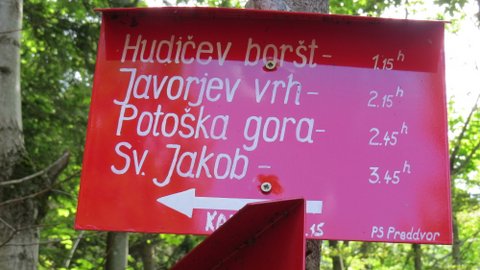 Hudičev boršt - 1.15 h
Javorjev vrh - 2.15 h
Potoška gora - 2.45 h
Sv. Jakob - 3.45 h
PS Preddvor